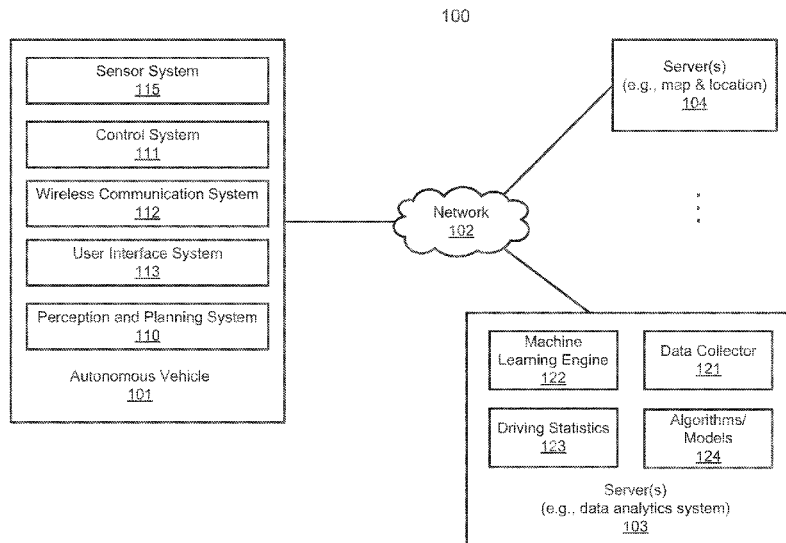 100
Sensor System
115
Control System
111
Wireless Communication System
112
User Interface System
113
Perception and Planning System
110
Autonomous Vehicle
101
Network
102
Server(s)
(e.g., map & location)
104
Machine
Learning Engine
122
Data Collector
121
Driving Statistics
123
Algorithms/
Models
124
Server(s)
(e.g., data analytics system)
103